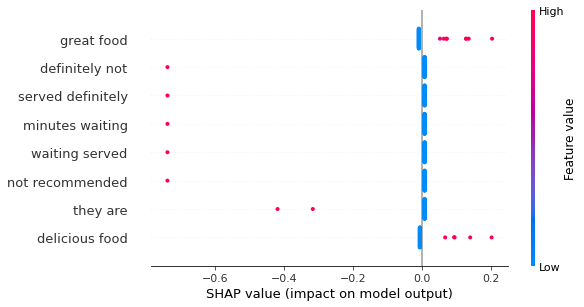 great food
definitely not
served definitely
minutes waiting
waiting served
not recommended
they are
delicious food
−0.6 −0.4 −0.2 0.0 0.2
SHAP value (impact on model output)
High
Feature value
Low